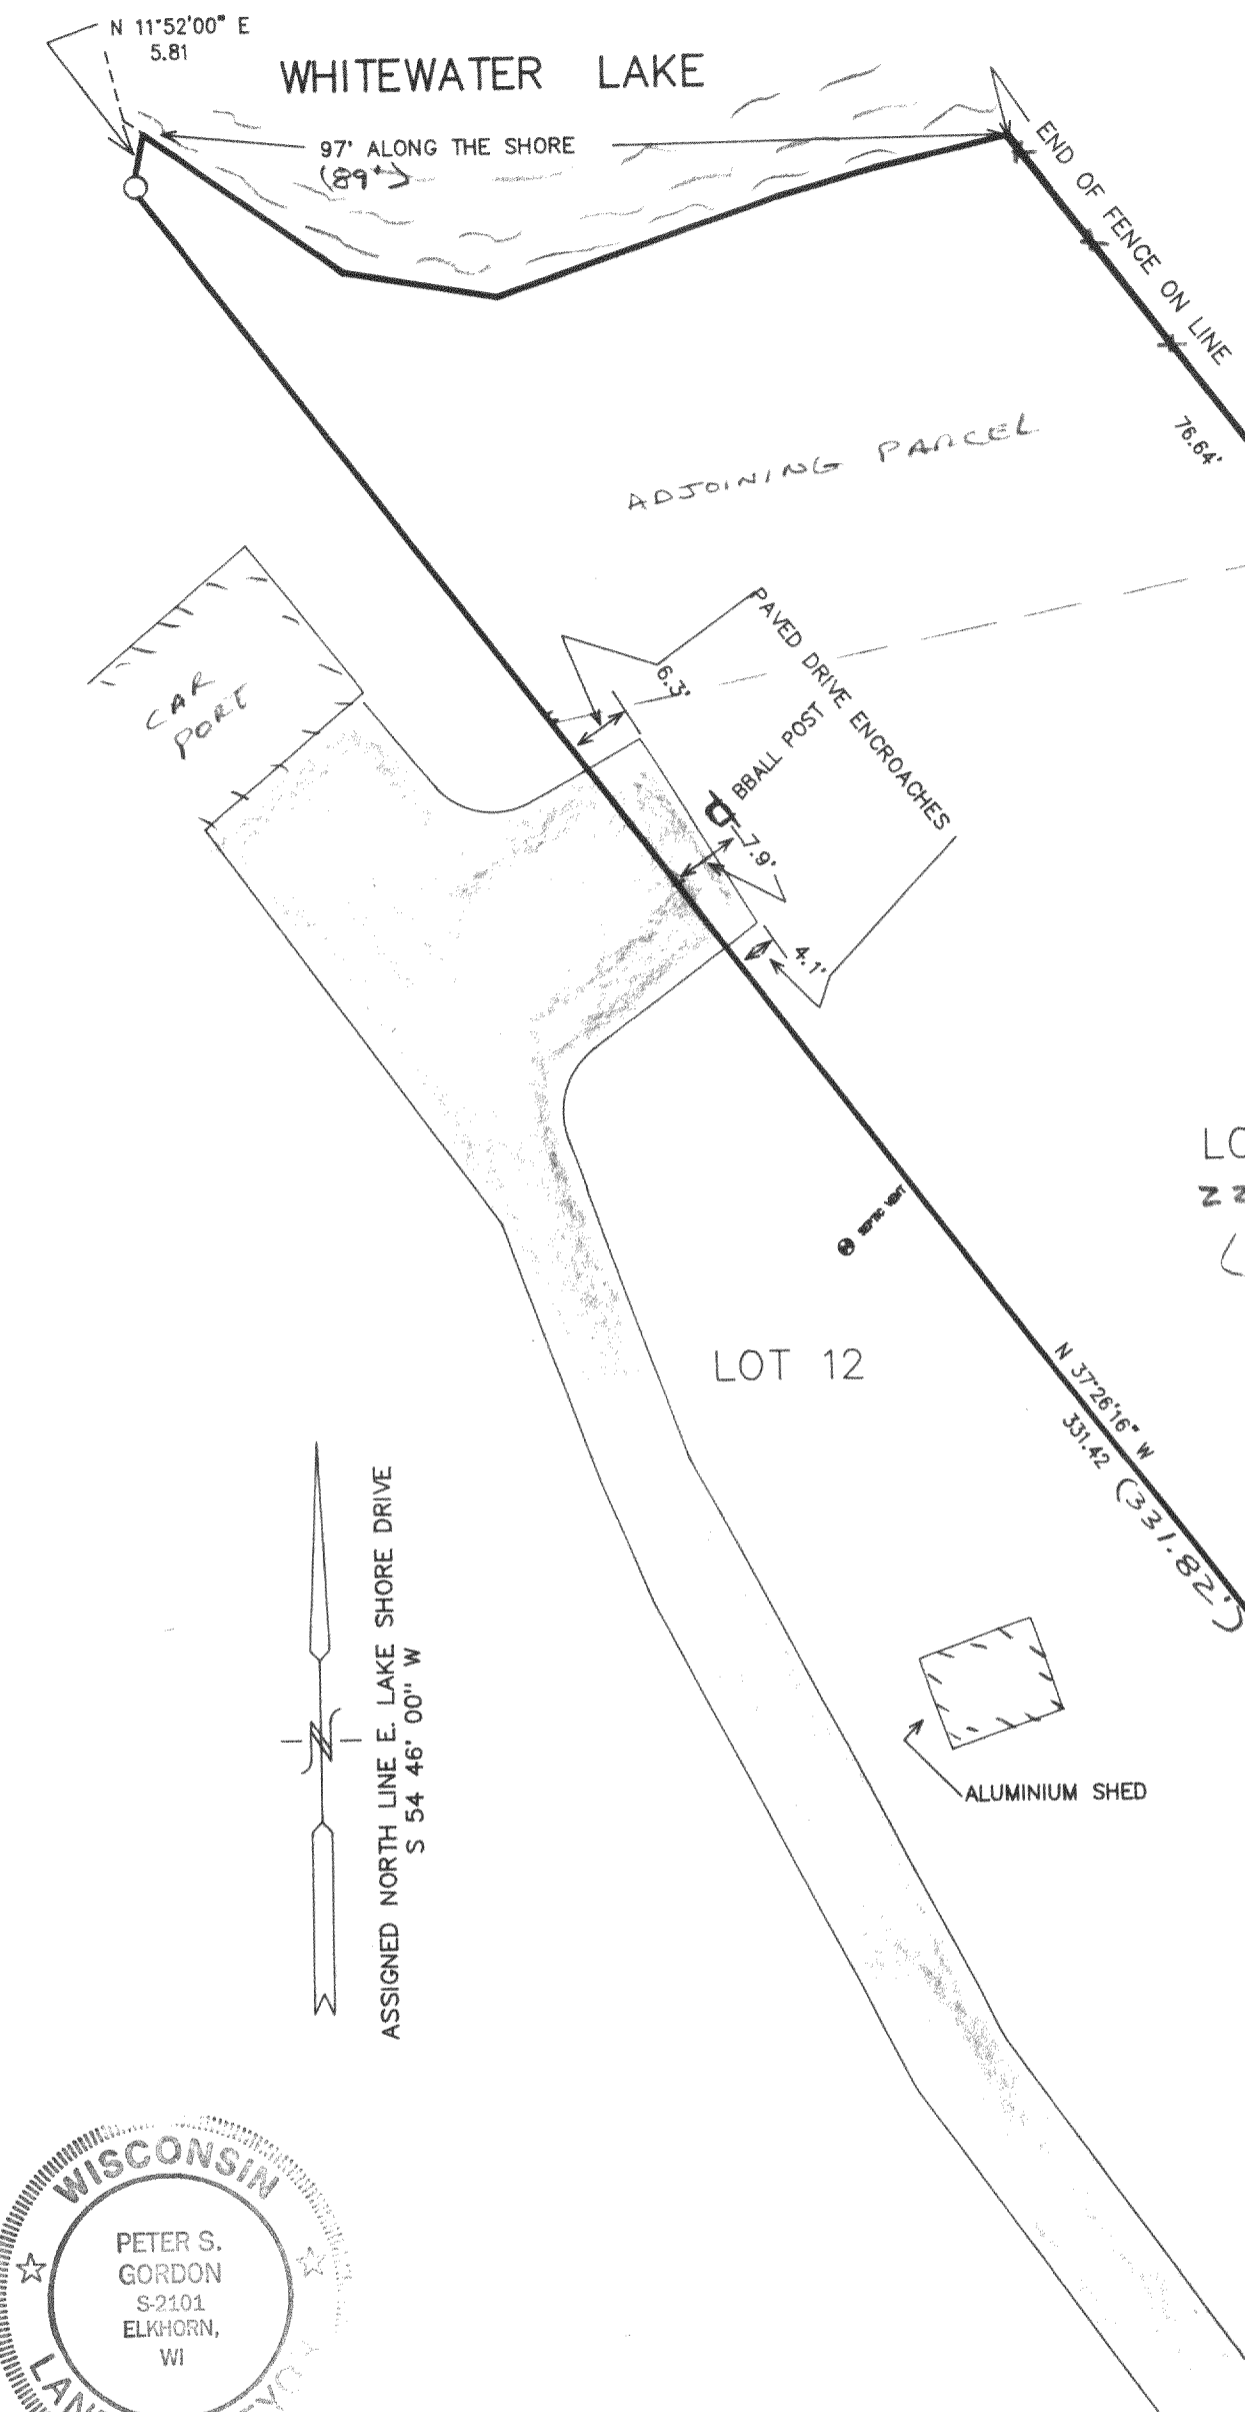 N 11°52'00" E
5.81
WHITEWATER LAKE
97' ALONG THE SHORE
(89'±)
END OF FENCE ON LINE
76.64'
ADJOINING PARCEL
CAR
PORT
6.3'
PAVED DRIVE ENCROACHES
BBALL POST
7.9'
4.1'
SEPTIC VENT
LOT 12
N 37°26'16" W
331.42 (331.82')
ASSIGNED NORTH LINE E. LAKE SHORE DRIVE
S 54 46' 00" W
N
ALUMINIUM SHED
WISCONSIN
PETER S.
GORDON
S-2101
ELKHORN,
WI